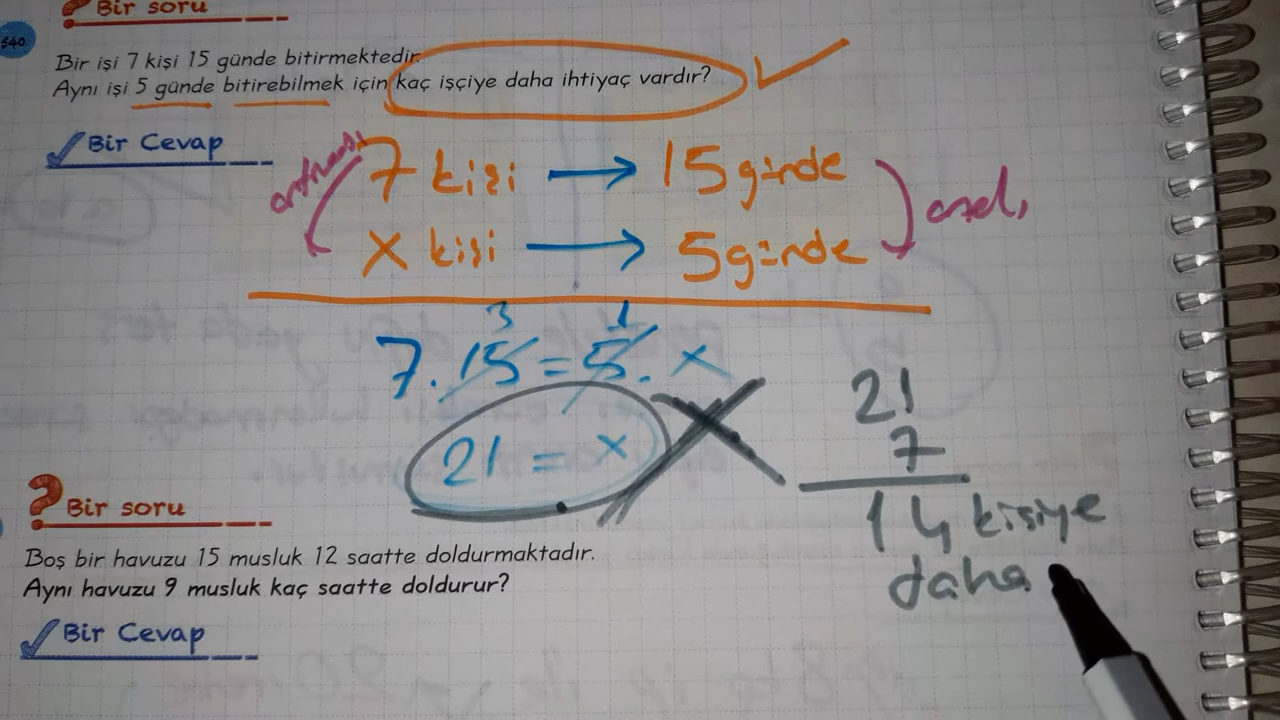 Bir soru
540
Bir işi 7 kişi 15 günde bitirmektedir.
Aynı işi 5 günde bitirebilmek için kaç işçiye daha ihtiyaç vardır?
Bir Cevap
7 kişi → 15 günde
x kişi → 5 günde
azal
3 1
7.15=5.x
21 = x
21
7
14 kişiye
daha
Bir soru
Boş bir havuzu 15 musluk 12 saatte doldurmaktadır.
Aynı havuzu 9 musluk kaç saatte doldurur?
Bir Cevap